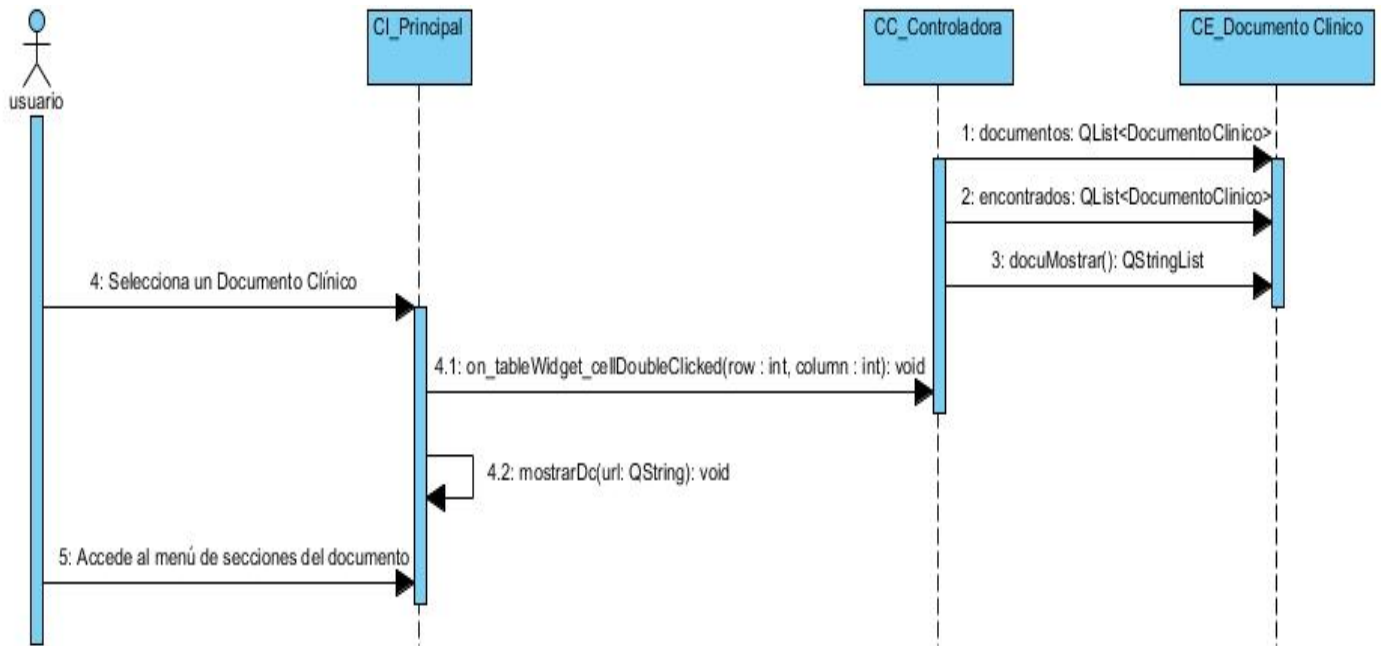 CI_Principal
CC_Controladora
CE_Documento Clinico
usuario
1: documentos: QList<DocumentoClinico>
2: encontrados: QList<DocumentoClinico>
3: docuMostrar(): QStringList
4: Selecciona un Documento Clínico
4.1: on_tableWidget_cellDoubleClicked(row : int, column : int): void
4.2: mostrarDc(url: QString): void
5: Accede al menú de secciones del documento